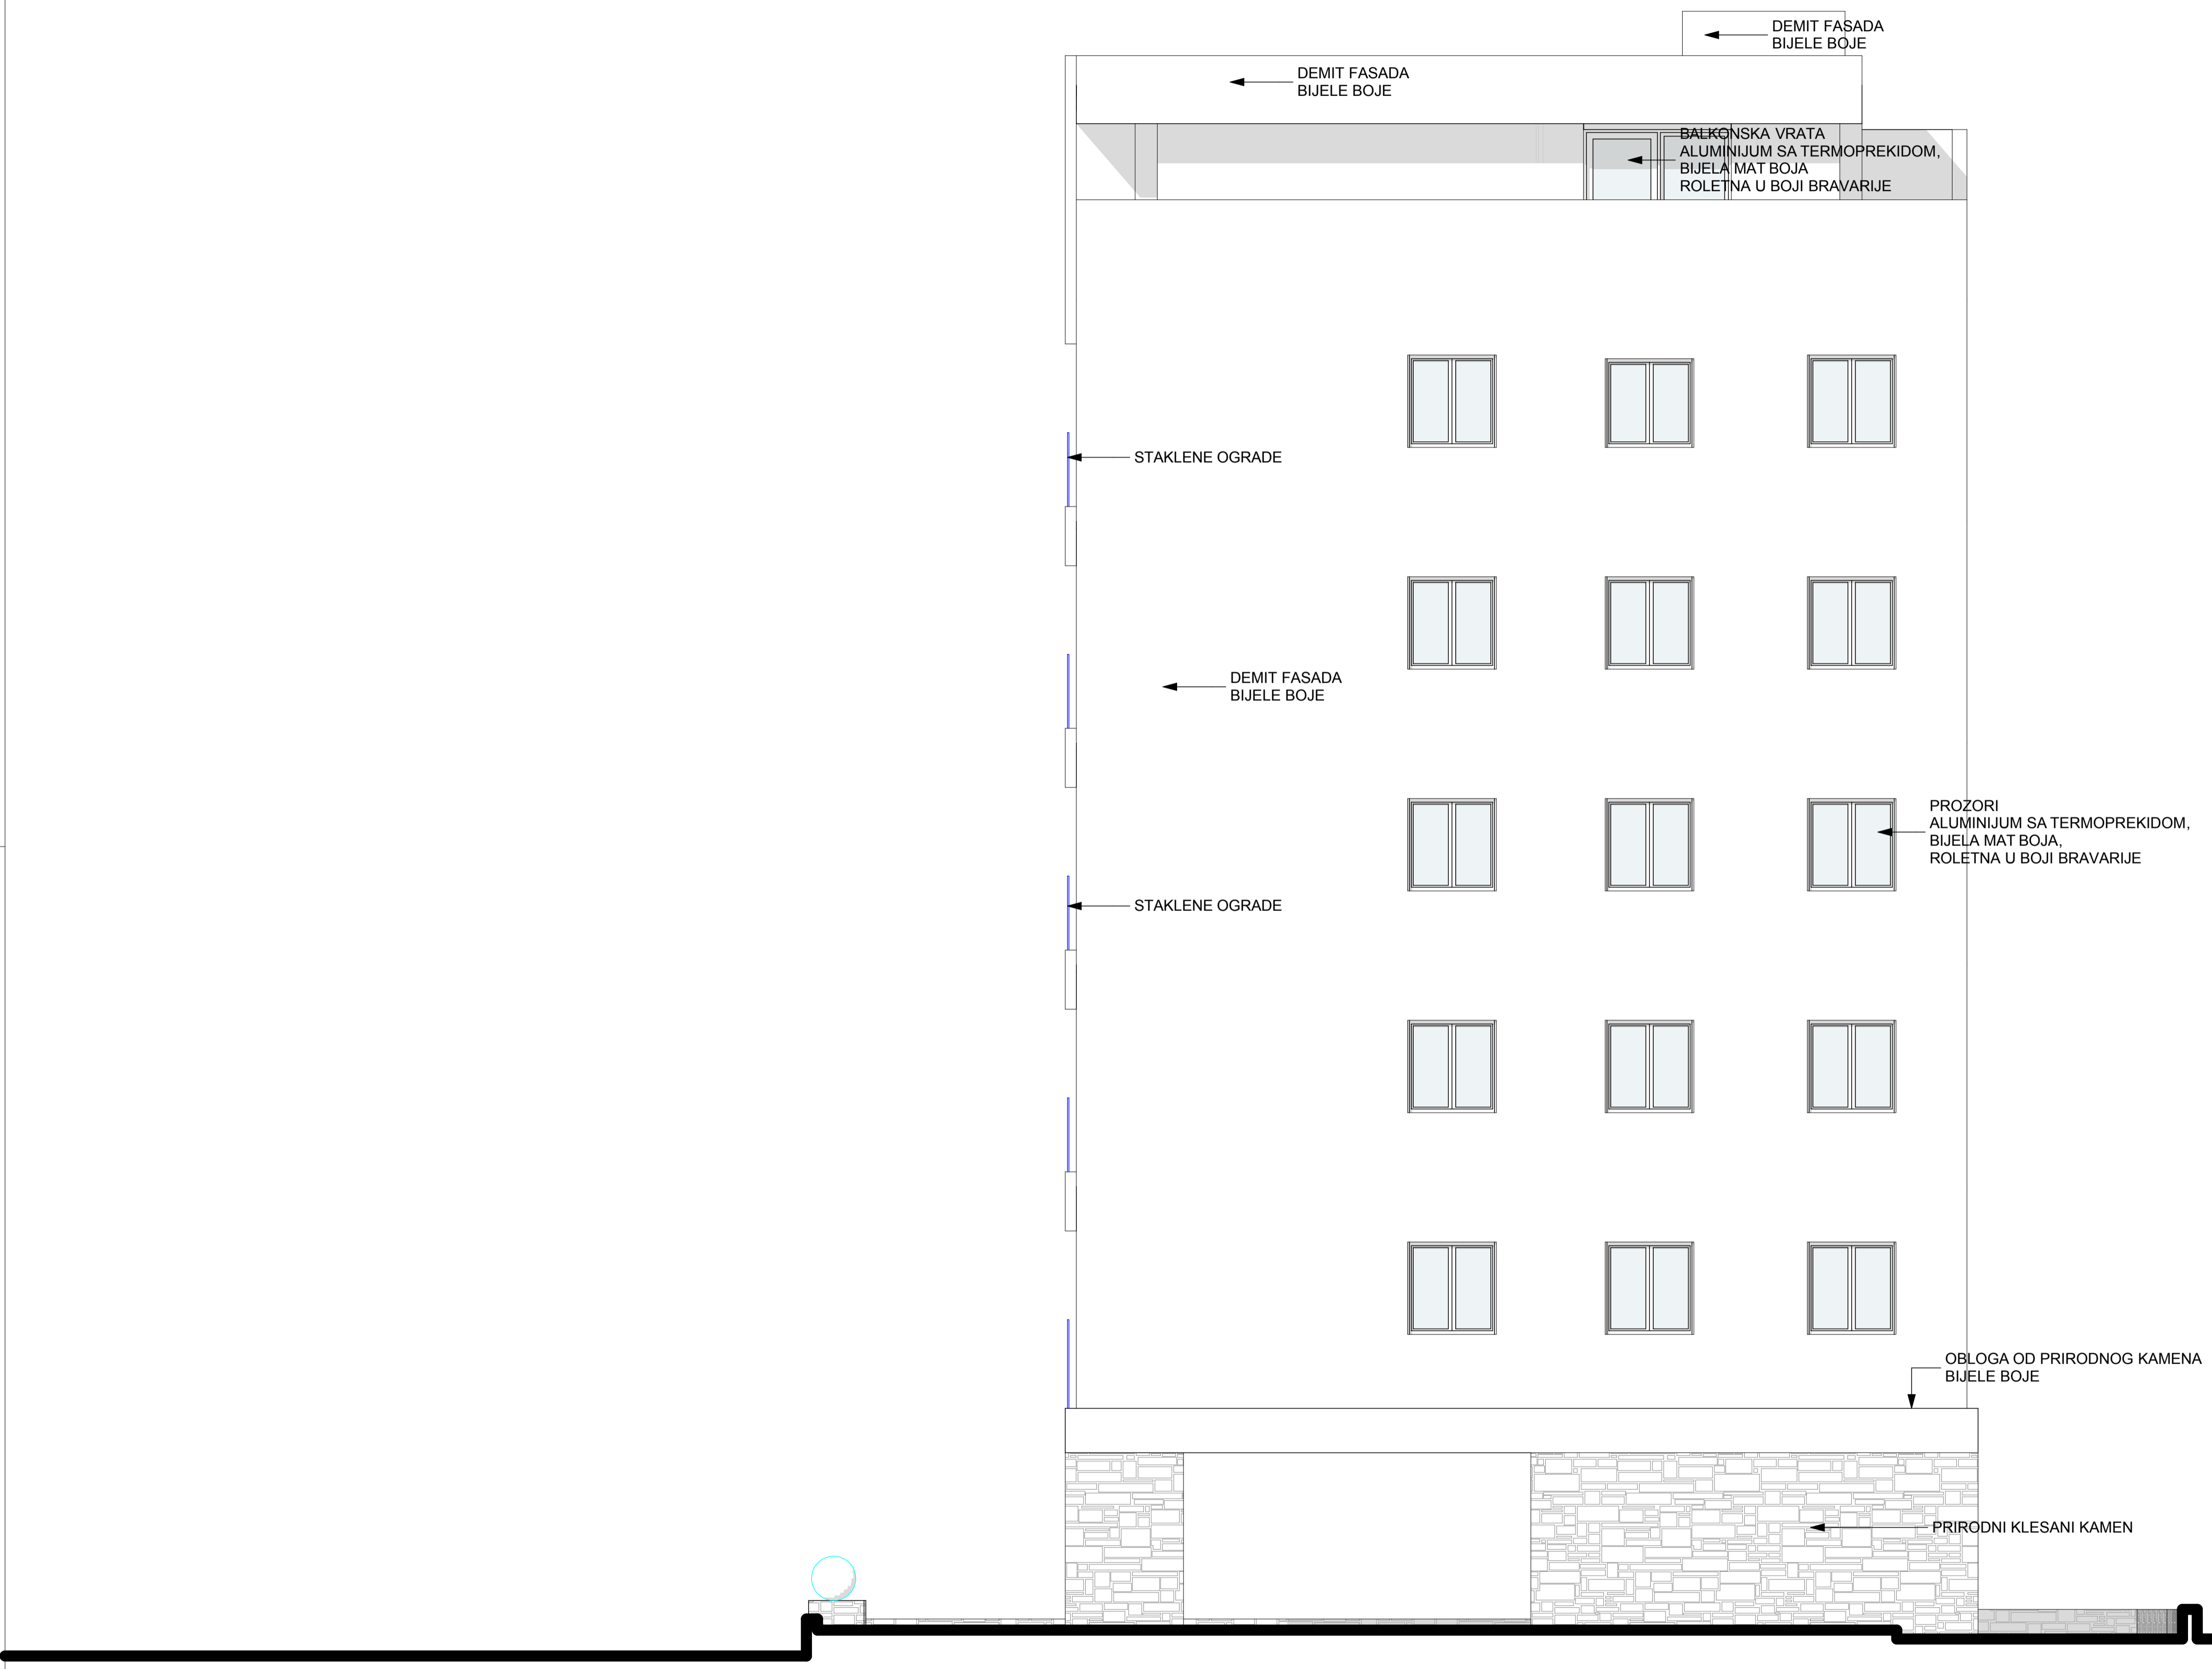 DEMIT FASADA
BIJELE BOJE
DEMIT FASADA
BIJELE BOJE
BALKONSKA VRATA
ALUMINIJUM SA TERMOPREKIDOM,
BIJELA MAT BOJA
ROLETNA U BOJI BRAVARIJE
STAKLENE OGRADE
DEMIT FASADA
BIJELE BOJE
PROZORI
ALUMINIJUM SA TERMOPREKIDOM,
BIJELA MAT BOJA,
ROLETNA U BOJI BRAVARIJE
STAKLENE OGRADE
OBLOGA OD PRIRODNOG KAMENA
BIJELE BOJE
PRIRODNI KLESANI KAMEN